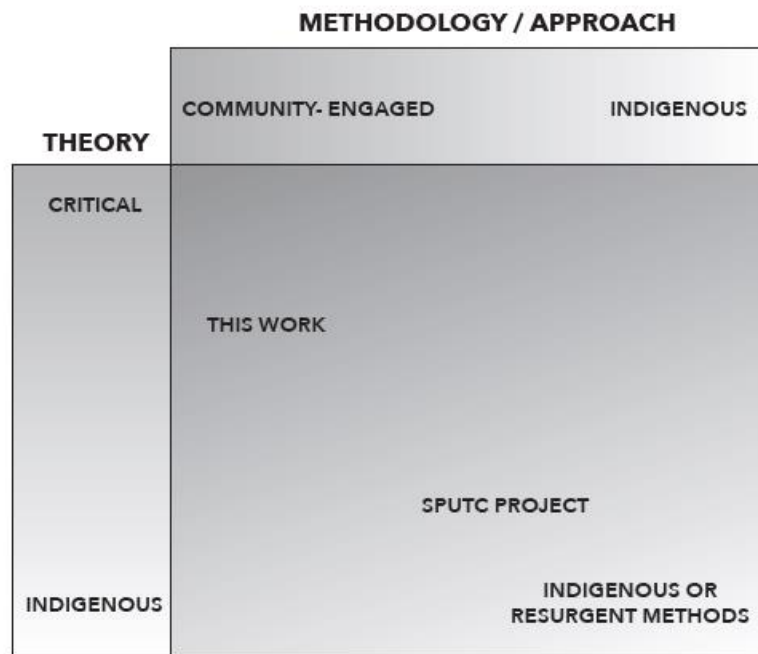 METHODOLOGY / APPROACH
COMMUNITY- ENGAGED
INDIGENOUS
THEORY
CRITICAL
THIS WORK
SPUTC PROJECT
INDIGENOUS
INDIGENOUS OR
RESURGENT METHODS